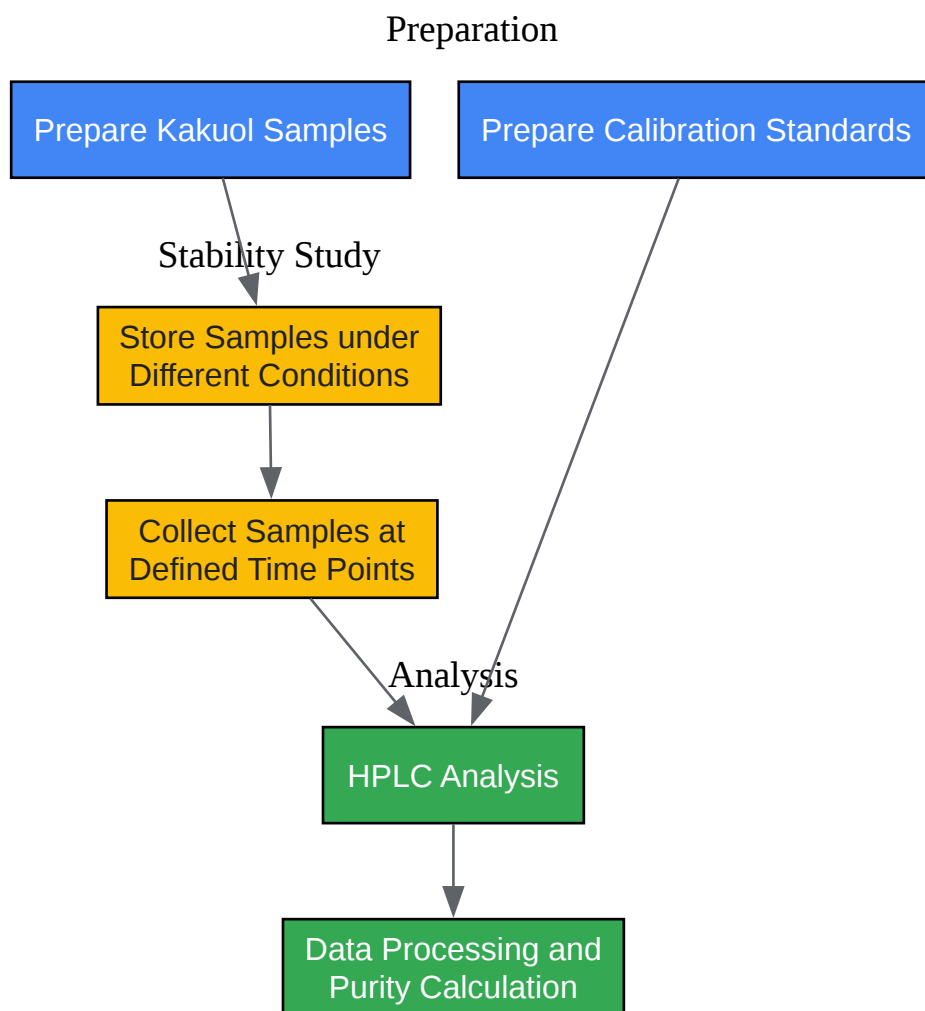 Preparation
Prepare Kakuol Samples
Prepare Calibration Standards
Stability Study
Store Samples under
Different Conditions
Collect Samples at
Defined Time Points
Analysis
HPLC Analysis
Data Processing and
Purity Calculation